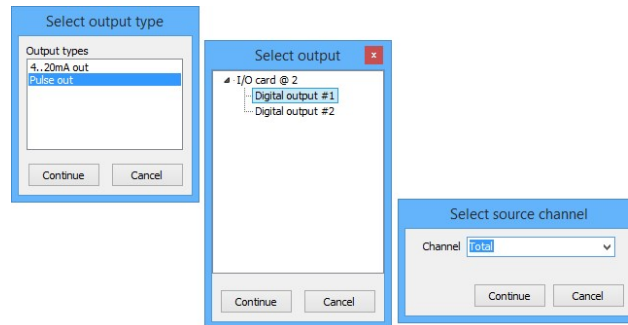 Select output type
Output types
4..20mA out
Pulse out
Continue Cancel
Select output x
I/O card @ 2
Digital output #1
Digital output #2
Continue Cancel
Select source channel
Channel Total
Continue Cancel